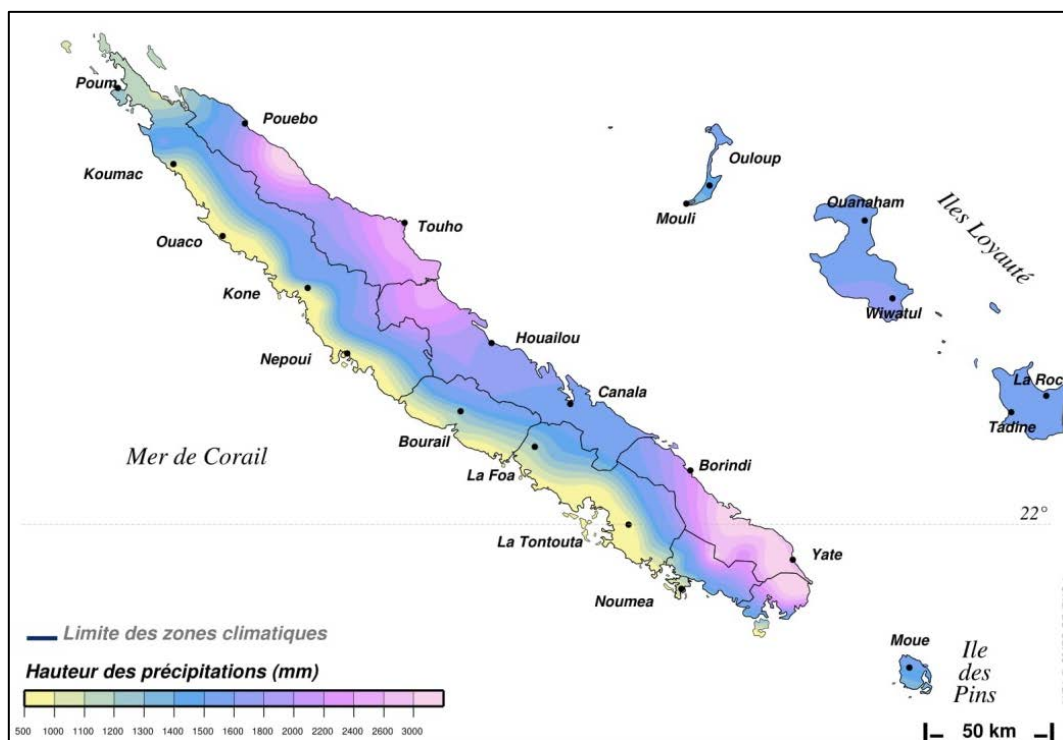 Poum
Pouebo
Koumac
Ouaco
Touho
Kone
Nepoui
Houailou
Canala
Bourail
La Foa
Borindi
La Tontouta
Yate
Noumea
Ouloup
Mouli
Ouanaham
Wiwatul
Iles Loyauté
La Roc
Tadine
Mer de Corail
22°
Moue
Ile
des
Pins
Limite des zones climatiques
Hauteur des précipitations (mm)
500 1000 1100 1200 1300 1400 1600 1800 2000 2200 2400 2600 3000
50 km